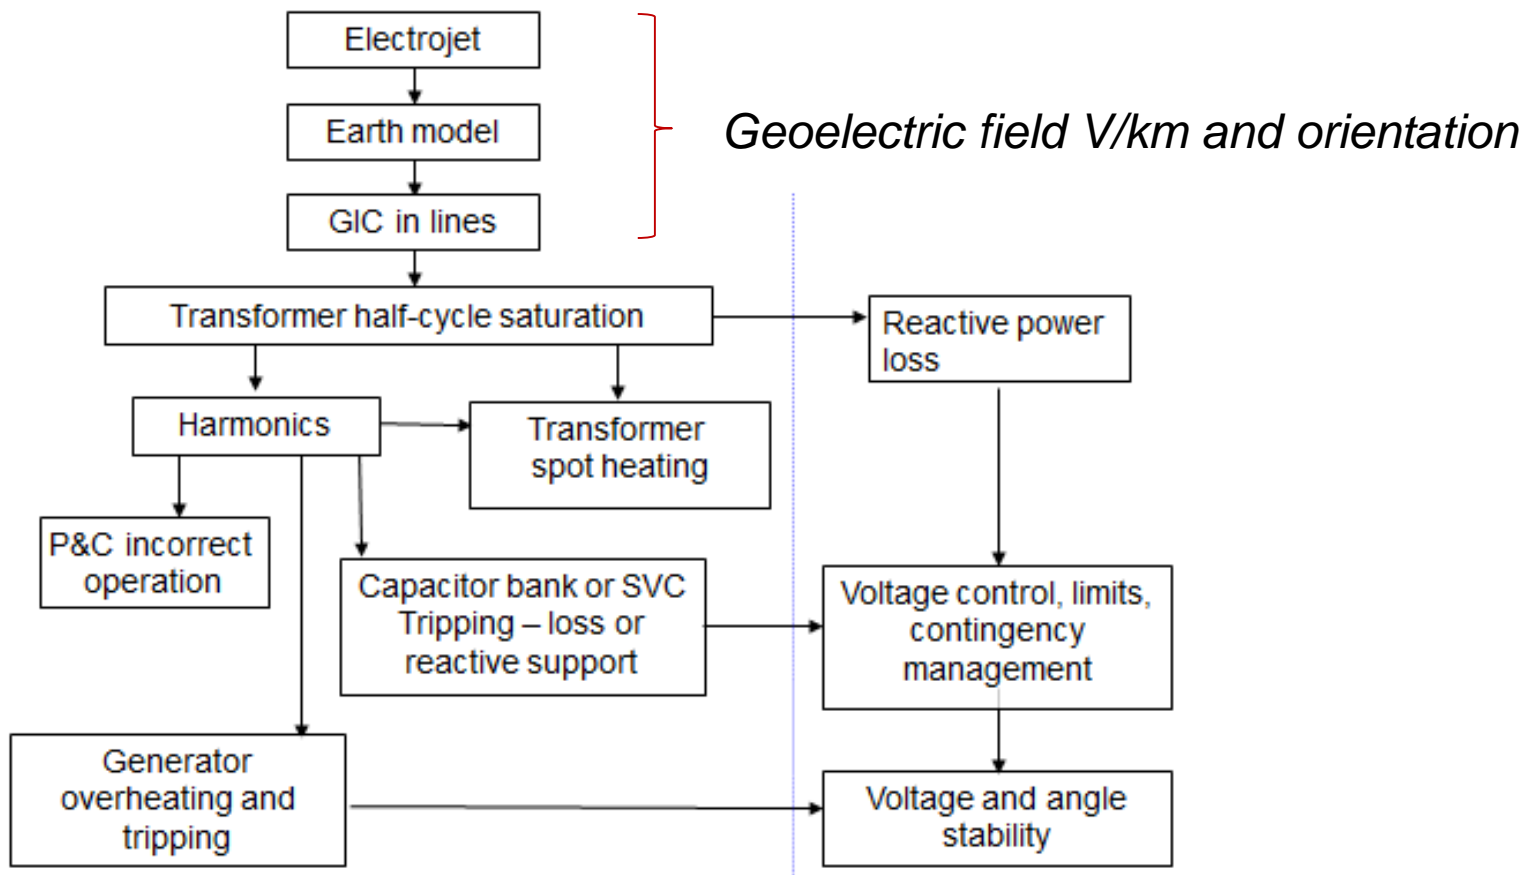 Electrojet
Earth model
Geoelectric field V/km and orientation
GIC in lines
Transformer half-cycle saturation
Reactive power
loss
Harmonics
Transformer
spot heating
P&C incorrect
operation
Capacitor bank or SVC
Tripping – loss or
reactive support
Voltage control, limits,
contingency
management
Generator
overheating and
tripping
Voltage and angle
stability